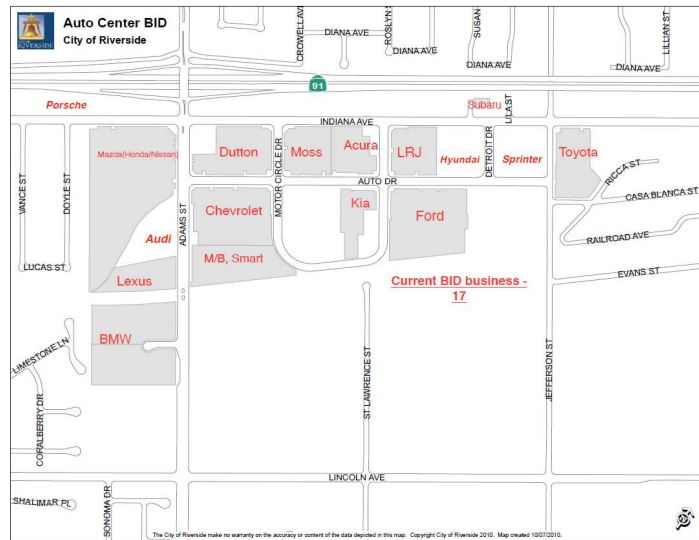 RIVERSIDE
Auto Center BID
City of Riverside
CROWELL AVE
DIANA AVE
ROSLYN S
DIANA AVE
SUSAN
DIANA AVE
LILLIAN ST
DIANA AVE
91
Porsche
Subaru
LILA ST
INDIANA AVE
Mazda(Honda/Nissan)
Dutton
MOTOR CIRCLE DR
Moss
Acura
LRJ
Hyundai
DETROIT DR
Sprinter
Toyota
RICCA ST
AUTO DR
CASA BLANCA ST
VANCE ST
DOYLE ST
ADAMS ST
Chevrolet
Kia
Ford
Audi
RAILROAD AVE
M/B, Smart
LUCAS ST
Lexus
Current BID business -
17
EVANS ST
BMW
LIMESTONE LN
ST LAWRENCE ST
JEFFERSON ST
CORALBERRY DR
LINCOLN AVE
SHALIMAR PL
SONOMA DR
The City of Riverside make no warranty on the accuracy or content of the data depicted in this map. Copyright City of Riverside 2010. Map created 10/07/2010.